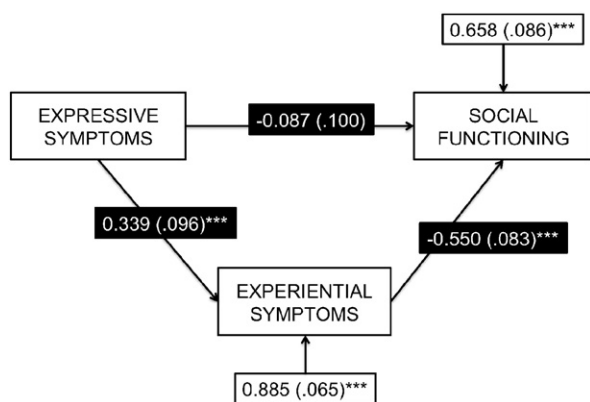 0.658 (.086)***
EXPRESSIVE
SYMPTOMS
-0.087 (.100)
SOCIAL
FUNCTIONING
0.339 (.096)***
-0.550 (.083)***
EXPERIENTIAL
SYMPTOMS
0.885 (.065)***